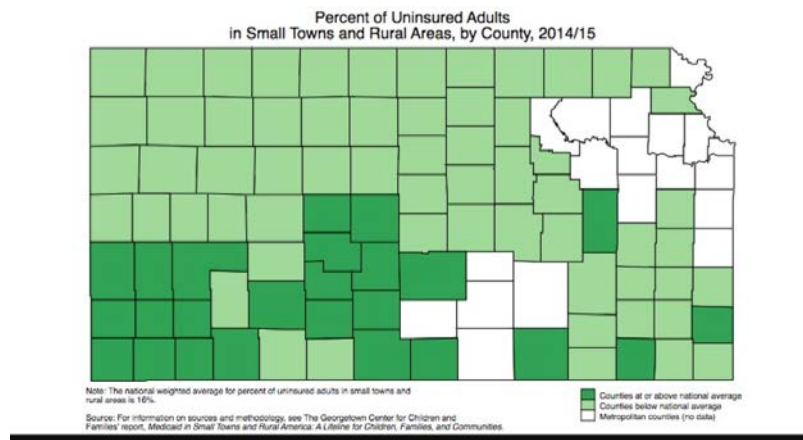 Percent of Uninsured Adults
in Small Towns and Rural Areas, by County, 2014/15
Note: The national weighted average for percent of uninsured adults in small towns and
rural areas is 16%.
Source: For information on sources and methodology, see The Georgetown Center for Children and
Families' report, Medicaid in Small Towns and Rural America: A Lifeline for Children, Families, and Communities.
Counties at or above national average
Counties below national average
Metropolitan counties (no data)